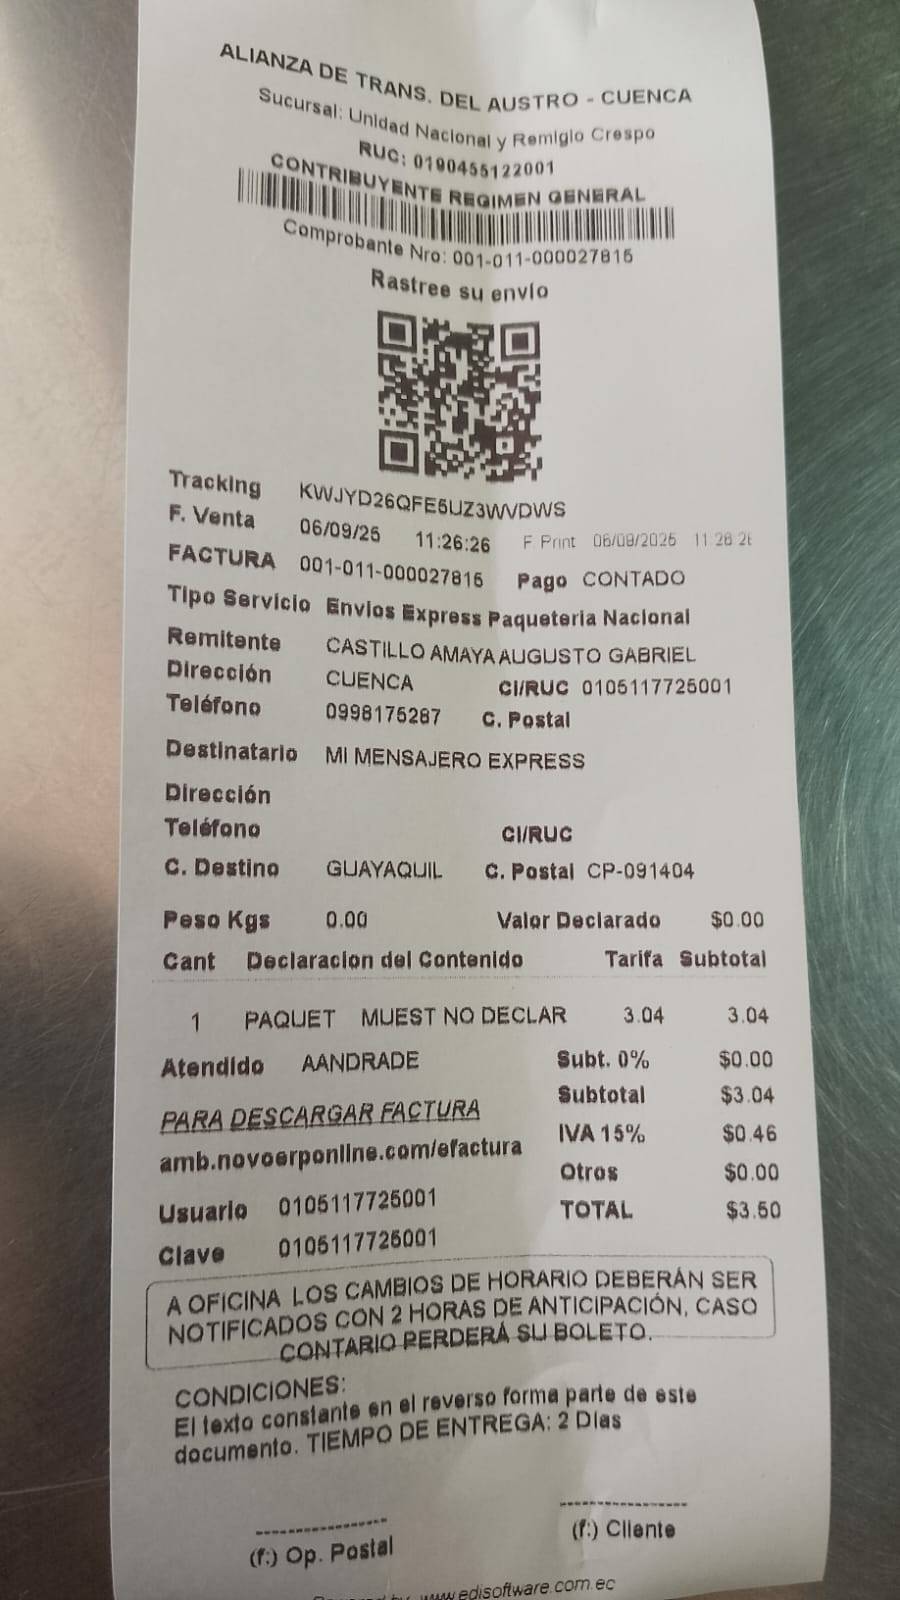 ALIANZA DE TRANS. DEL AUSTRO - CUENCA
Sucursal: Unidad Nacional y Remigio Crespo
RUC: 0190455122001
CONTRIBUYENTE REGIMEN GENERAL
Comprobante Nro: 001-011-000027815
Rastree su envío
Tracking KWJYD26QFE5UZ3WVDWS
F. Venta 06/09/25 11:26:26 F Print 06/09/2025 11 26
FACTURA 001-011-000027815 Pago CONTADO
Tipo Servicio Envios Express Paqueteria Nacional
Remitente CASTILLO AMAYA AUGUSTO GABRIEL
Dirección CUENCA CI/RUC 0105117725001
Teléfono 0998175287 C. Postal
Destinatario MI MENSAJERO EXPRESS
Dirección
Teléfono CI/RUC
C. Destino GUAYAQUIL C. Postal CP-091404
Peso Kgs 0.00 Valor Declarado $0.00
Cant Declaracion del Contenido Tarifa Subtotal
1 PAQUET MUEST NO DECLAR 3.04 3.04
Atendido AANDRADE Subt. 0% $0.00
Subtotal $3.04
PARA DESCARGAR FACTURA IVA 15% $0.46
amb.novoerponline.com/efactura
Otros $0.00
Usuario 0105117725001 TOTAL $3.50
Clave 0105117725001
A OFICINA LOS CAMBIOS DE HORARIO DEBERÁN SER
NOTIFICADOS CON 2 HORAS DE ANTICIPACIÓN, CASO
CONTARIO PERDERÁ SU BOLETO.
CONDICIONES:
El texto constante en el reverso forma parte de este
documento. TIEMPO DE ENTREGA: 2 Días
(f:) Op. Postal (f:) Cliente
www.edisoftware.com.ec